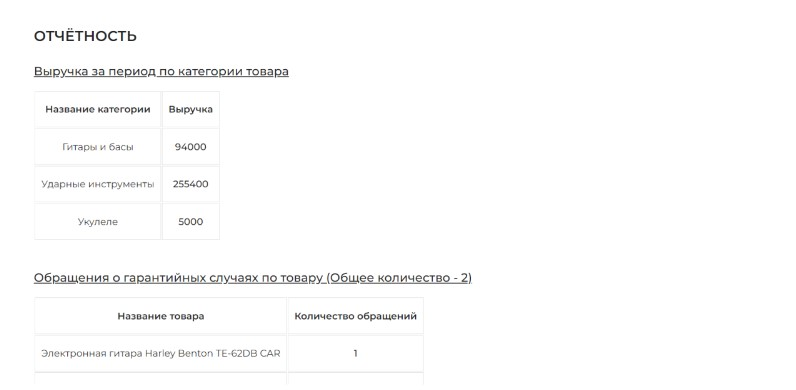 ОТЧЁТНОСТЬ
Выручка за период по категории товара
Название категории Выручка
Гитары и басы 94000
Ударные инструменты 255400
Укулеле 5000
Обращения о гарантийных случаях по товару (Общее количество - 2)
Название товара Количество обращений
Электронная гитара Harley Benton TE-62DB CAR 1